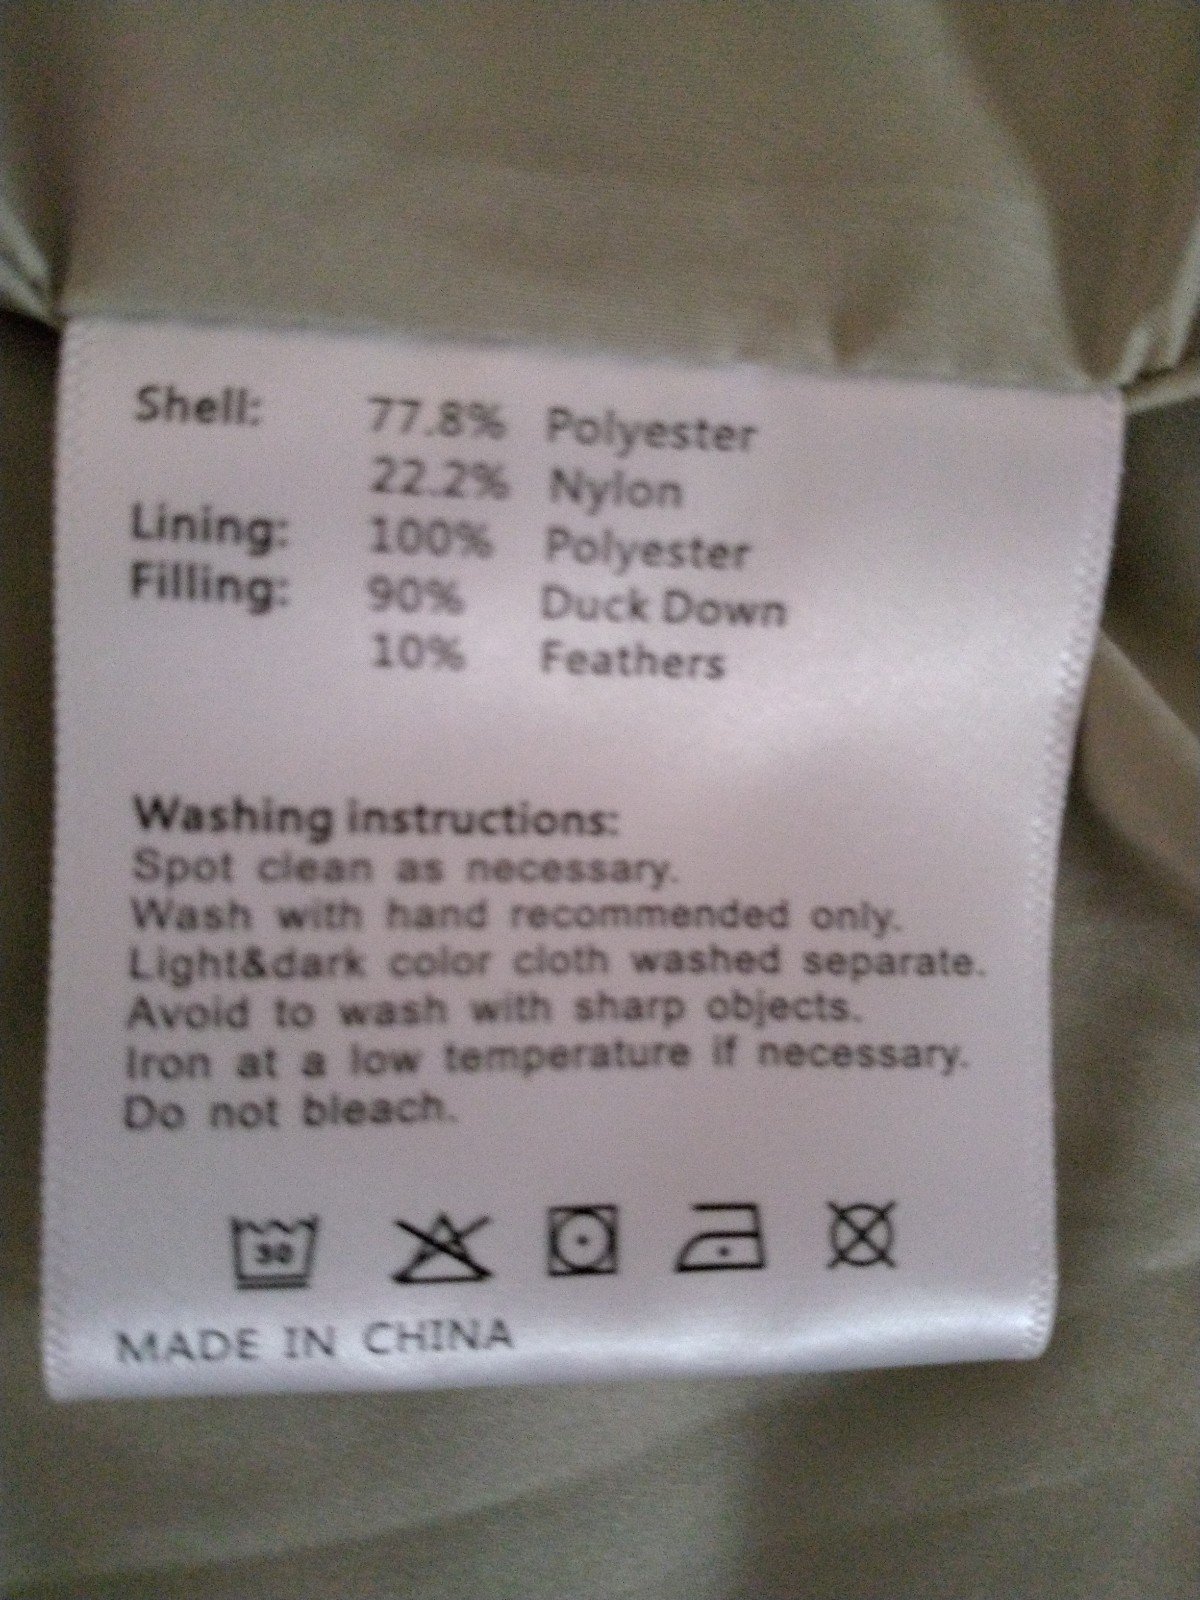 Shell: 77.8% Polyester
22.2% Nylon
Lining: 100% Polyester
Filling: 90% Duck Down
10% Feathers
Washing instructions:
Spot clean as necessary.
Wash with hand recommended only.
Light&dark color cloth washed separate.
Avoid to wash with sharp objects.
Iron at a low temperature if necessary.
Do not bleach.
30
MADE IN CHINA